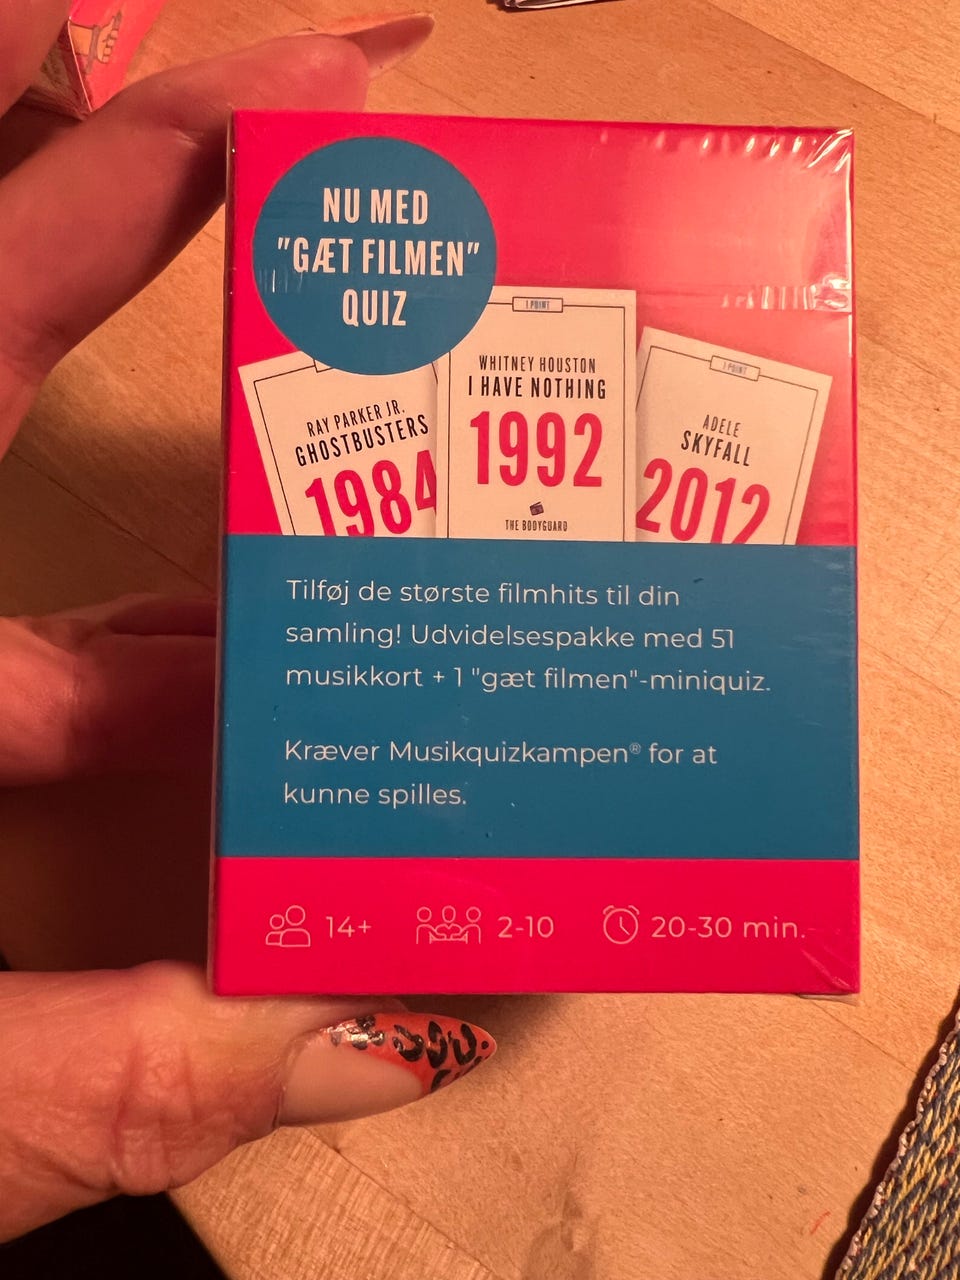 NU MED
"GÆT FILMEN"
QUIZ
1 POINT
WHITNEY HOUSTON
I HAVE NOTHING
1992
THE BODYGUARD
RAY PARKER JR.
GHOSTBUSTERS
1984
1 POINT
ADELE
SKYFALL
2012
Tilføj de største filmhits til din
samling! Udvidelsespakke med 51
musikkort + 1 "gæt filmen"-miniquiz.
Kræver Musikquizkampen® for at
kunne spilles.
14+ 2-10 20-30 min.